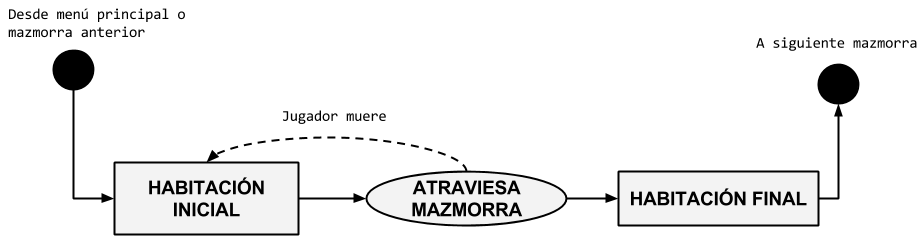 Desde menú principal o
mazmorra anterior
A siguiente mazmorra
Jugador muere
HABITACIÓN
INICIAL
ATRAVIESA
MAZMORRA
HABITACIÓN FINAL